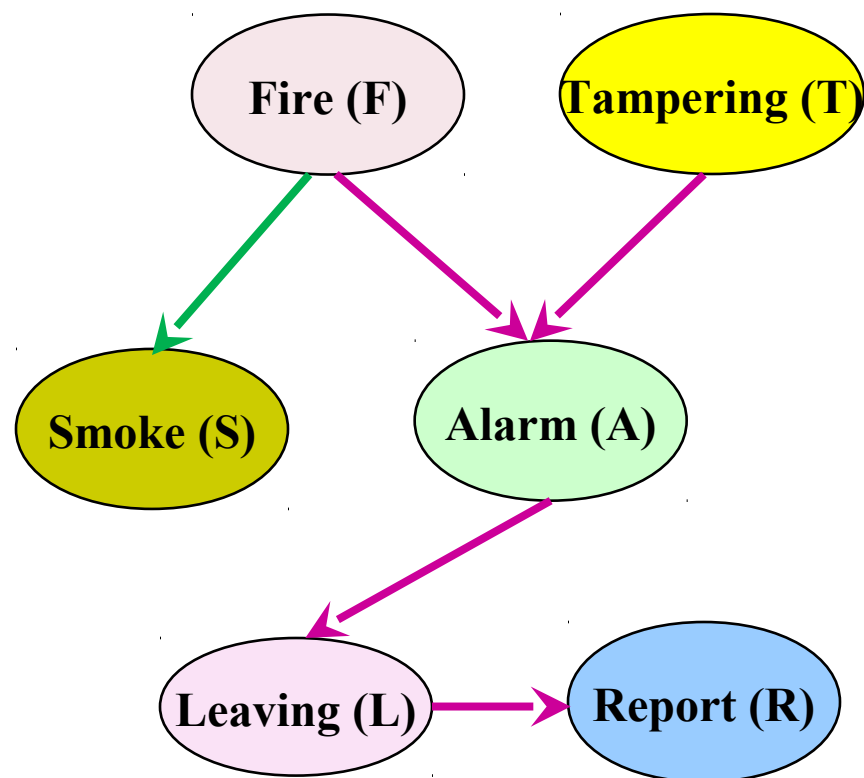 Fire (F)
Tampering (T)
Smoke (S)
Alarm (A)
Leaving (L)
Report (R)